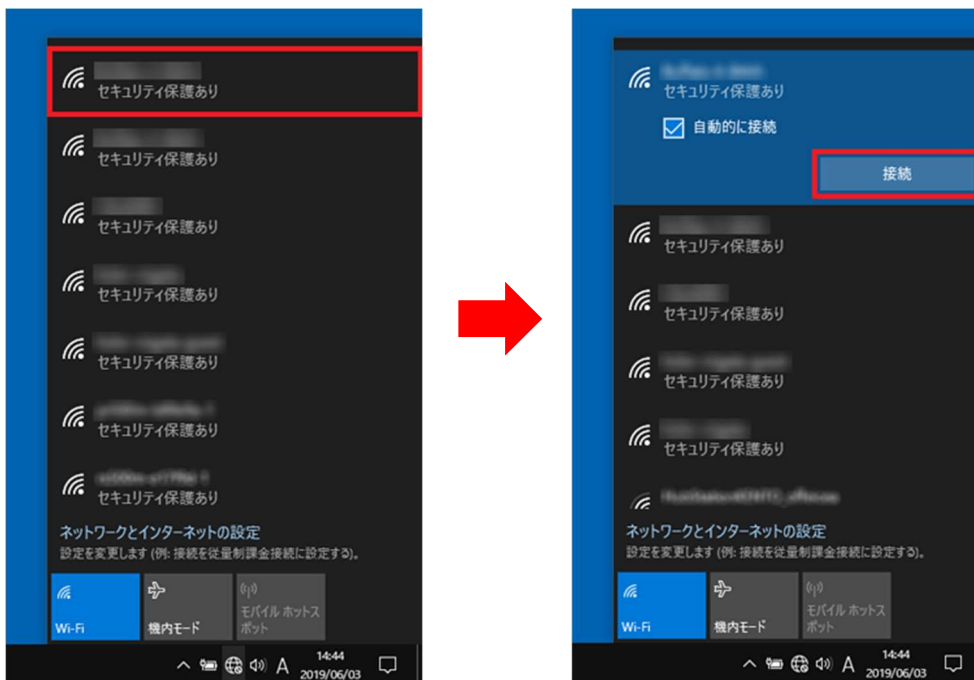 セキュリティ保護あり
セキュリティ保護あり
セキュリティ保護あり
セキュリティ保護あり
セキュリティ保護あり
セキュリティ保護あり
セキュリティ保護あり
ネットワークとインターネットの設定
設定を変更します (例: 接続を従量制課金接続に設定する)。
Wi-Fi
機内モード
モバイル ホットス
ポット
A
14:44
2019/06/03
セキュリティ保護あり
自動的に接続
接続
セキュリティ保護あり
セキュリティ保護あり
セキュリティ保護あり
セキュリティ保護あり
ネットワークとインターネットの設定
設定を変更します (例: 接続を従量制課金接続に設定する)。
Wi-Fi
機内モード
モバイル ホットス
ポット
A
14:44
2019/06/03